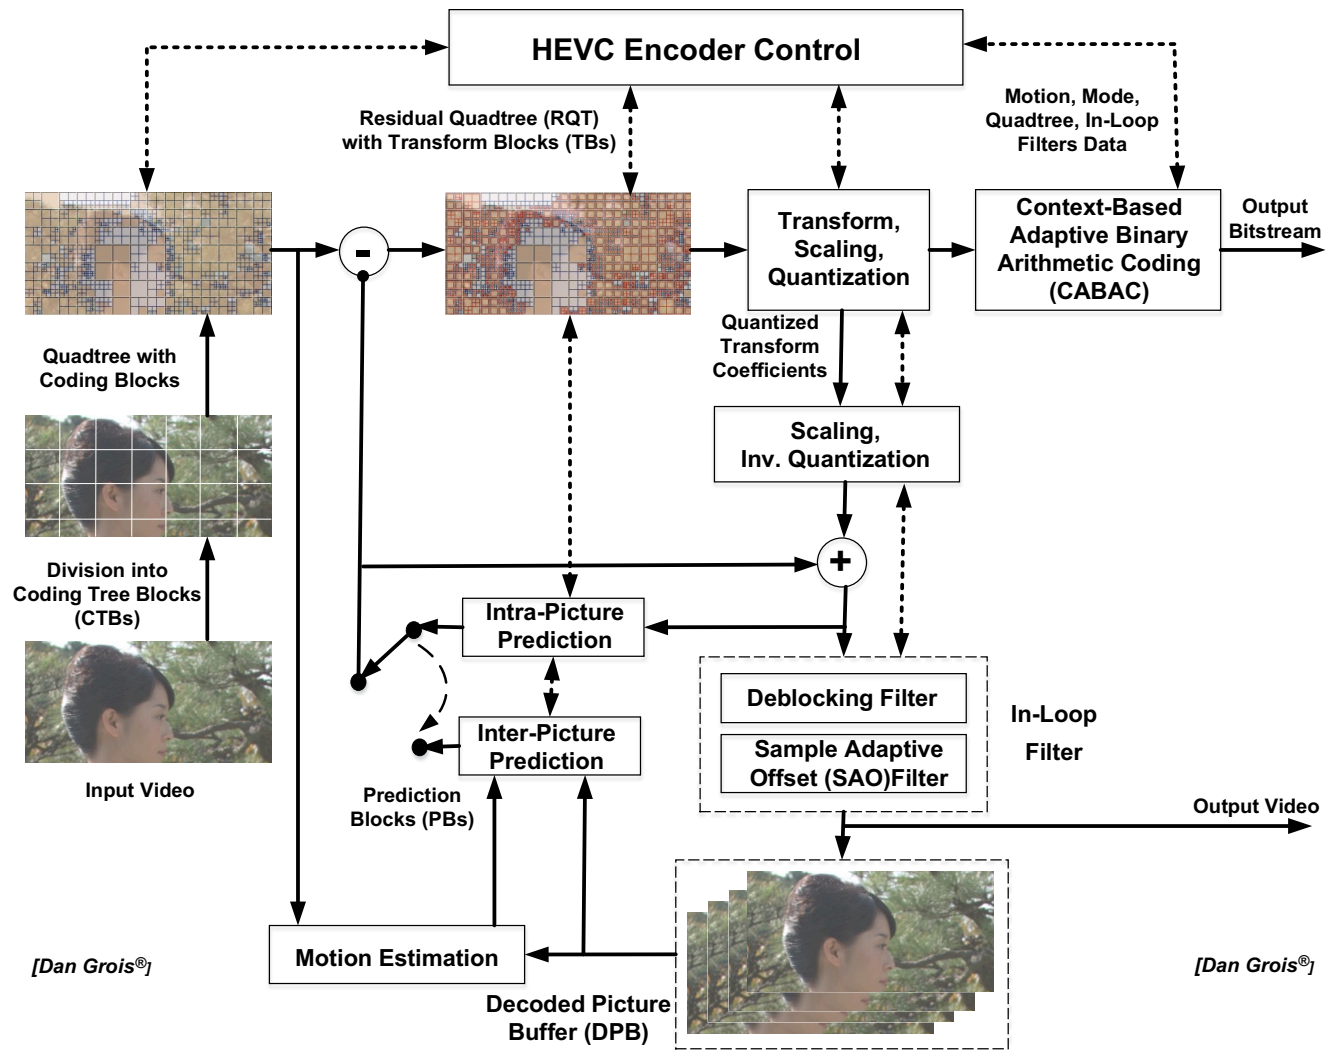 HEVC Encoder Control
Residual Quadtree (RQT)
with Transform Blocks (TBs)
Motion, Mode,
Quadtree, In-Loop
Filters Data
-
Transform,
Scaling,
Quantization
Context-Based
Adaptive Binary
Arithmetic Coding
(CABAC)
Output
Bitstream
Quadtree with
Coding Blocks
Quantized
Transform
Coefficients
Scaling,
Inv. Quantization
+
Division into
Coding Tree Blocks
(CTBs)
Intra-Picture
Prediction
Deblocking Filter
Sample Adaptive
Offset (SAO)Filter
In-Loop
Filter
Inter-Picture
Prediction
Input Video
Prediction
Blocks (PBs)
Output Video
Motion Estimation
Decoded Picture
Buffer (DPB)
[Dan Grois®]
[Dan Grois®]